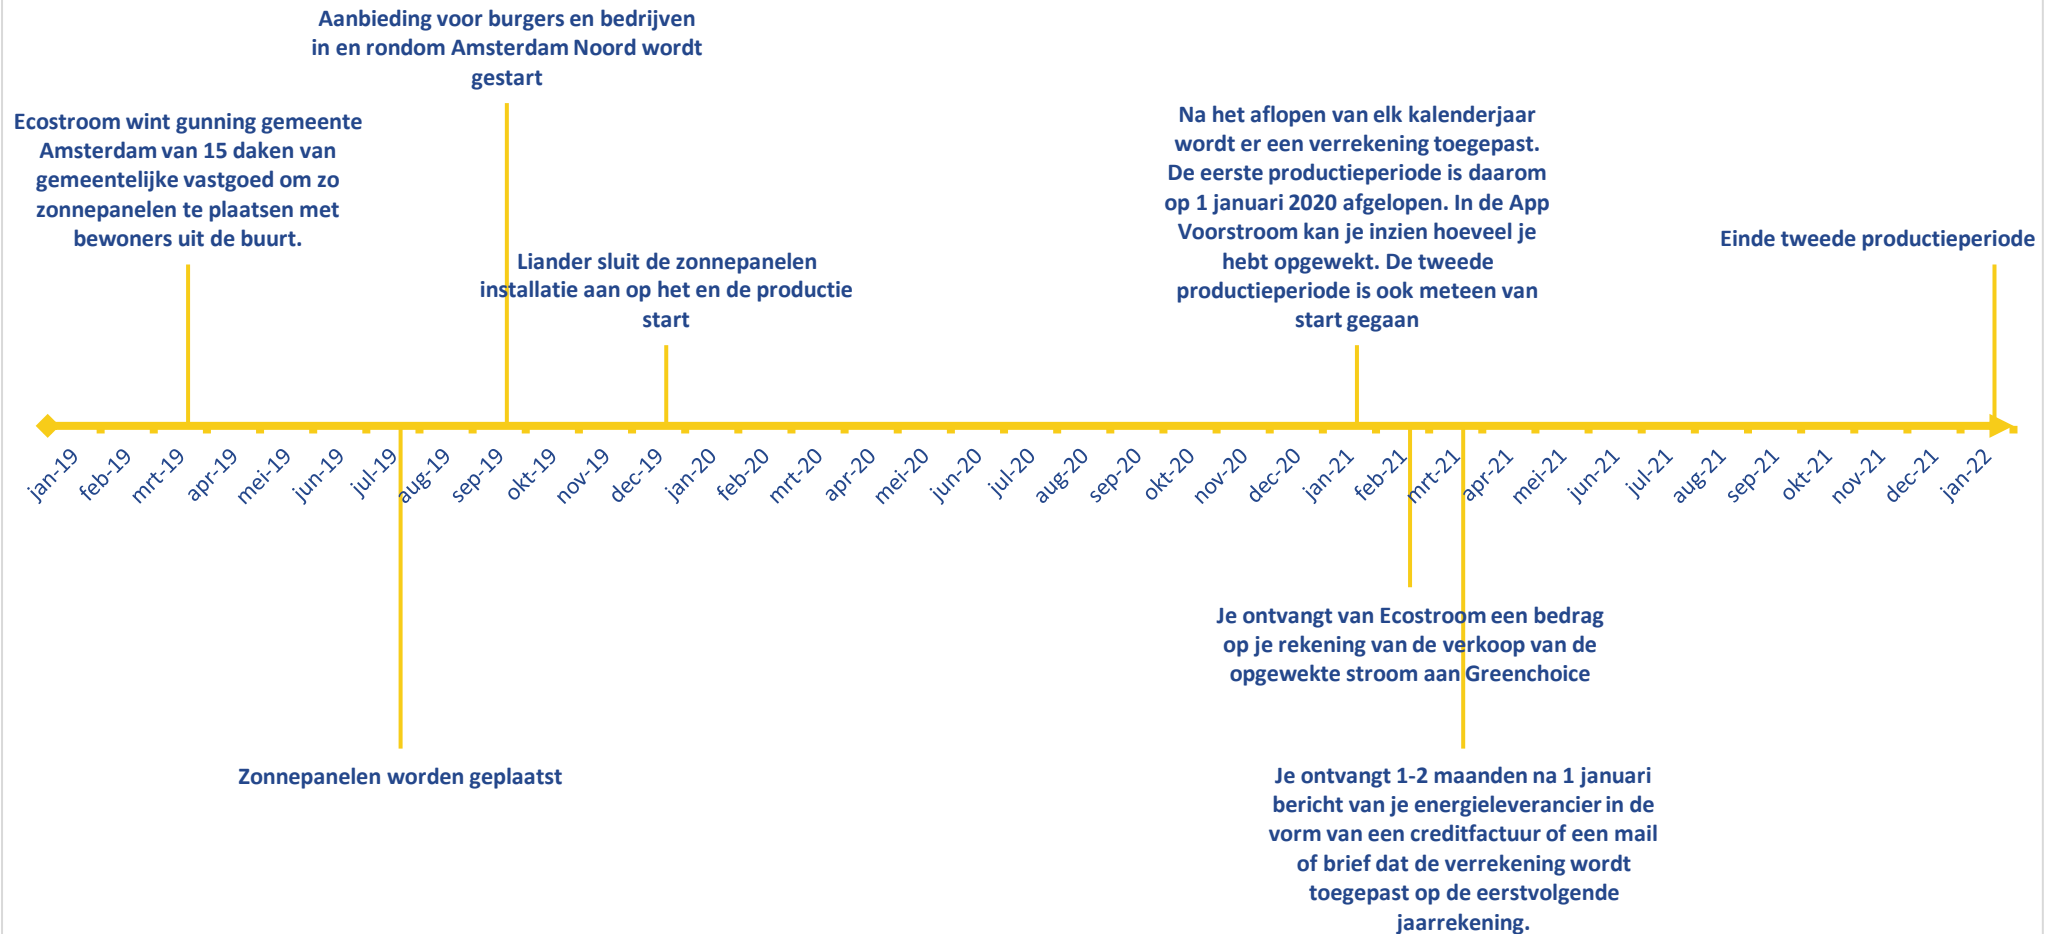 Aanbieding voor burgers en bedrijven
in en rondom Amsterdam Noord wordt
gestart
Ecostroom wint gunning gemeente
Amsterdam van 15 daken van
gemeentelijke vastgoed om zo
zonnepanelen te plaatsen met
bewoners uit de buurt.
Liander sluit de zonnepanelen
installatie aan op het en de productie
start
Na het aflopen van elk kalenderjaar
wordt er een verrekening toegepast.
De eerste productieperiode is daarom
op 1 januari 2020 afgelopen. In de App
Voorstroom kan je inzien hoeveel je
hebt opgewekt. De tweede
productieperiode is ook meteen van
start gegaan
Einde tweede productieperiode
jan-19
feb-19
mrt-19
apr-19
mei-19
jun-19
jul-19
aug-19
sep-19
okt-19
nov-19
dec-19
jan-20
feb-20
mrt-20
apr-20
mei-20
jun-20
jul-20
aug-20
sep-20
okt-20
nov-20
dec-20
jan-21
feb-21
mrt-21
apr-21
mei-21
jun-21
jul-21
aug-21
sep-21
okt-21
nov-21
dec-21
jan-22
Je ontvangt van Ecostroom een bedrag
op je rekening van de verkoop van de
opgewekte stroom aan Greenchoice
Zonnepanelen worden geplaatst
Je ontvangt 1-2 maanden na 1 januari
bericht van je energieleverancier in de
vorm van een creditfactuur of een mail
of brief dat de verrekening wordt
toegepast op de eerstvolgende
jaarrekening.